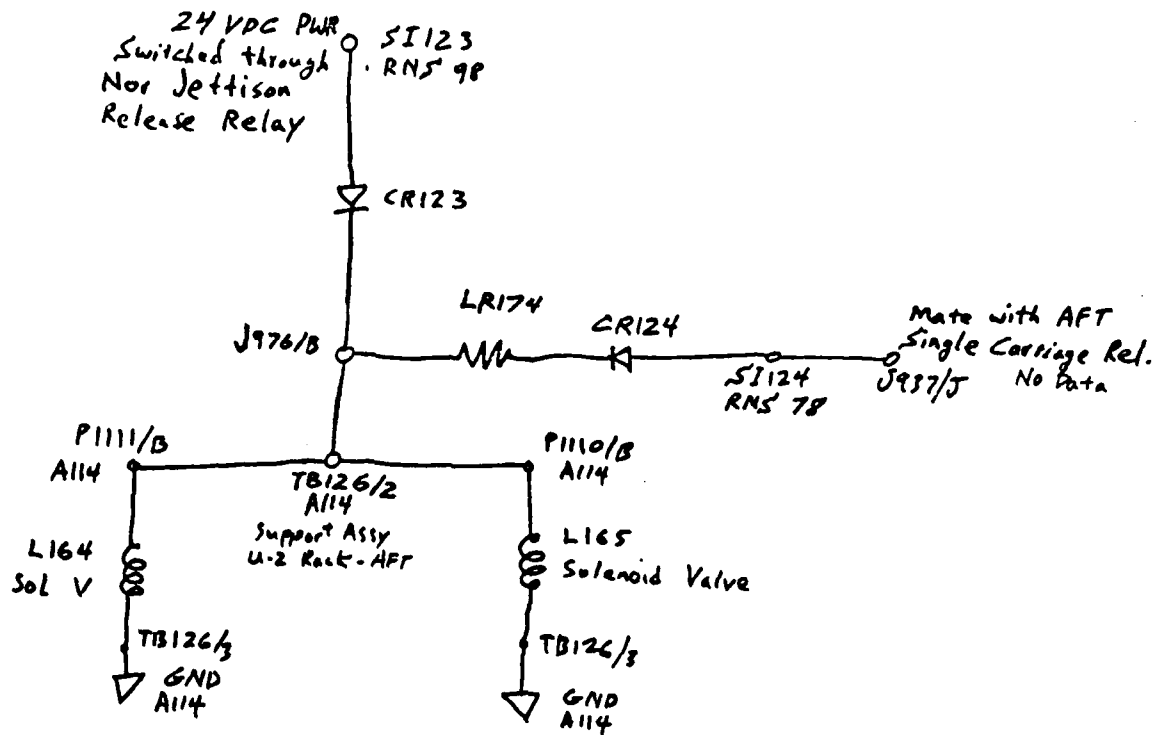 24 VDC PWR
Switched through
Nor Jettison
Release Relay
SI123
RNS 98
CR123
J976/B
LR174
CR124
SI124
RNS 78
J937/J
Mate with AFT
Single Carriage Rel.
No Data
P1111/B
A114
TB126/2
A114
Support Assy
U-2 Rack-AFT
P1110/B
A114
L164
Sol V
L165
Solenoid Valve
TB126/3
GND
A114
TB126/3
GND
A114